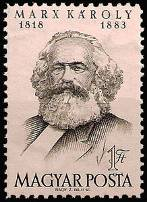 MARX KÁROLY
1818 1883
1 Ft
MAGYAR POSTA